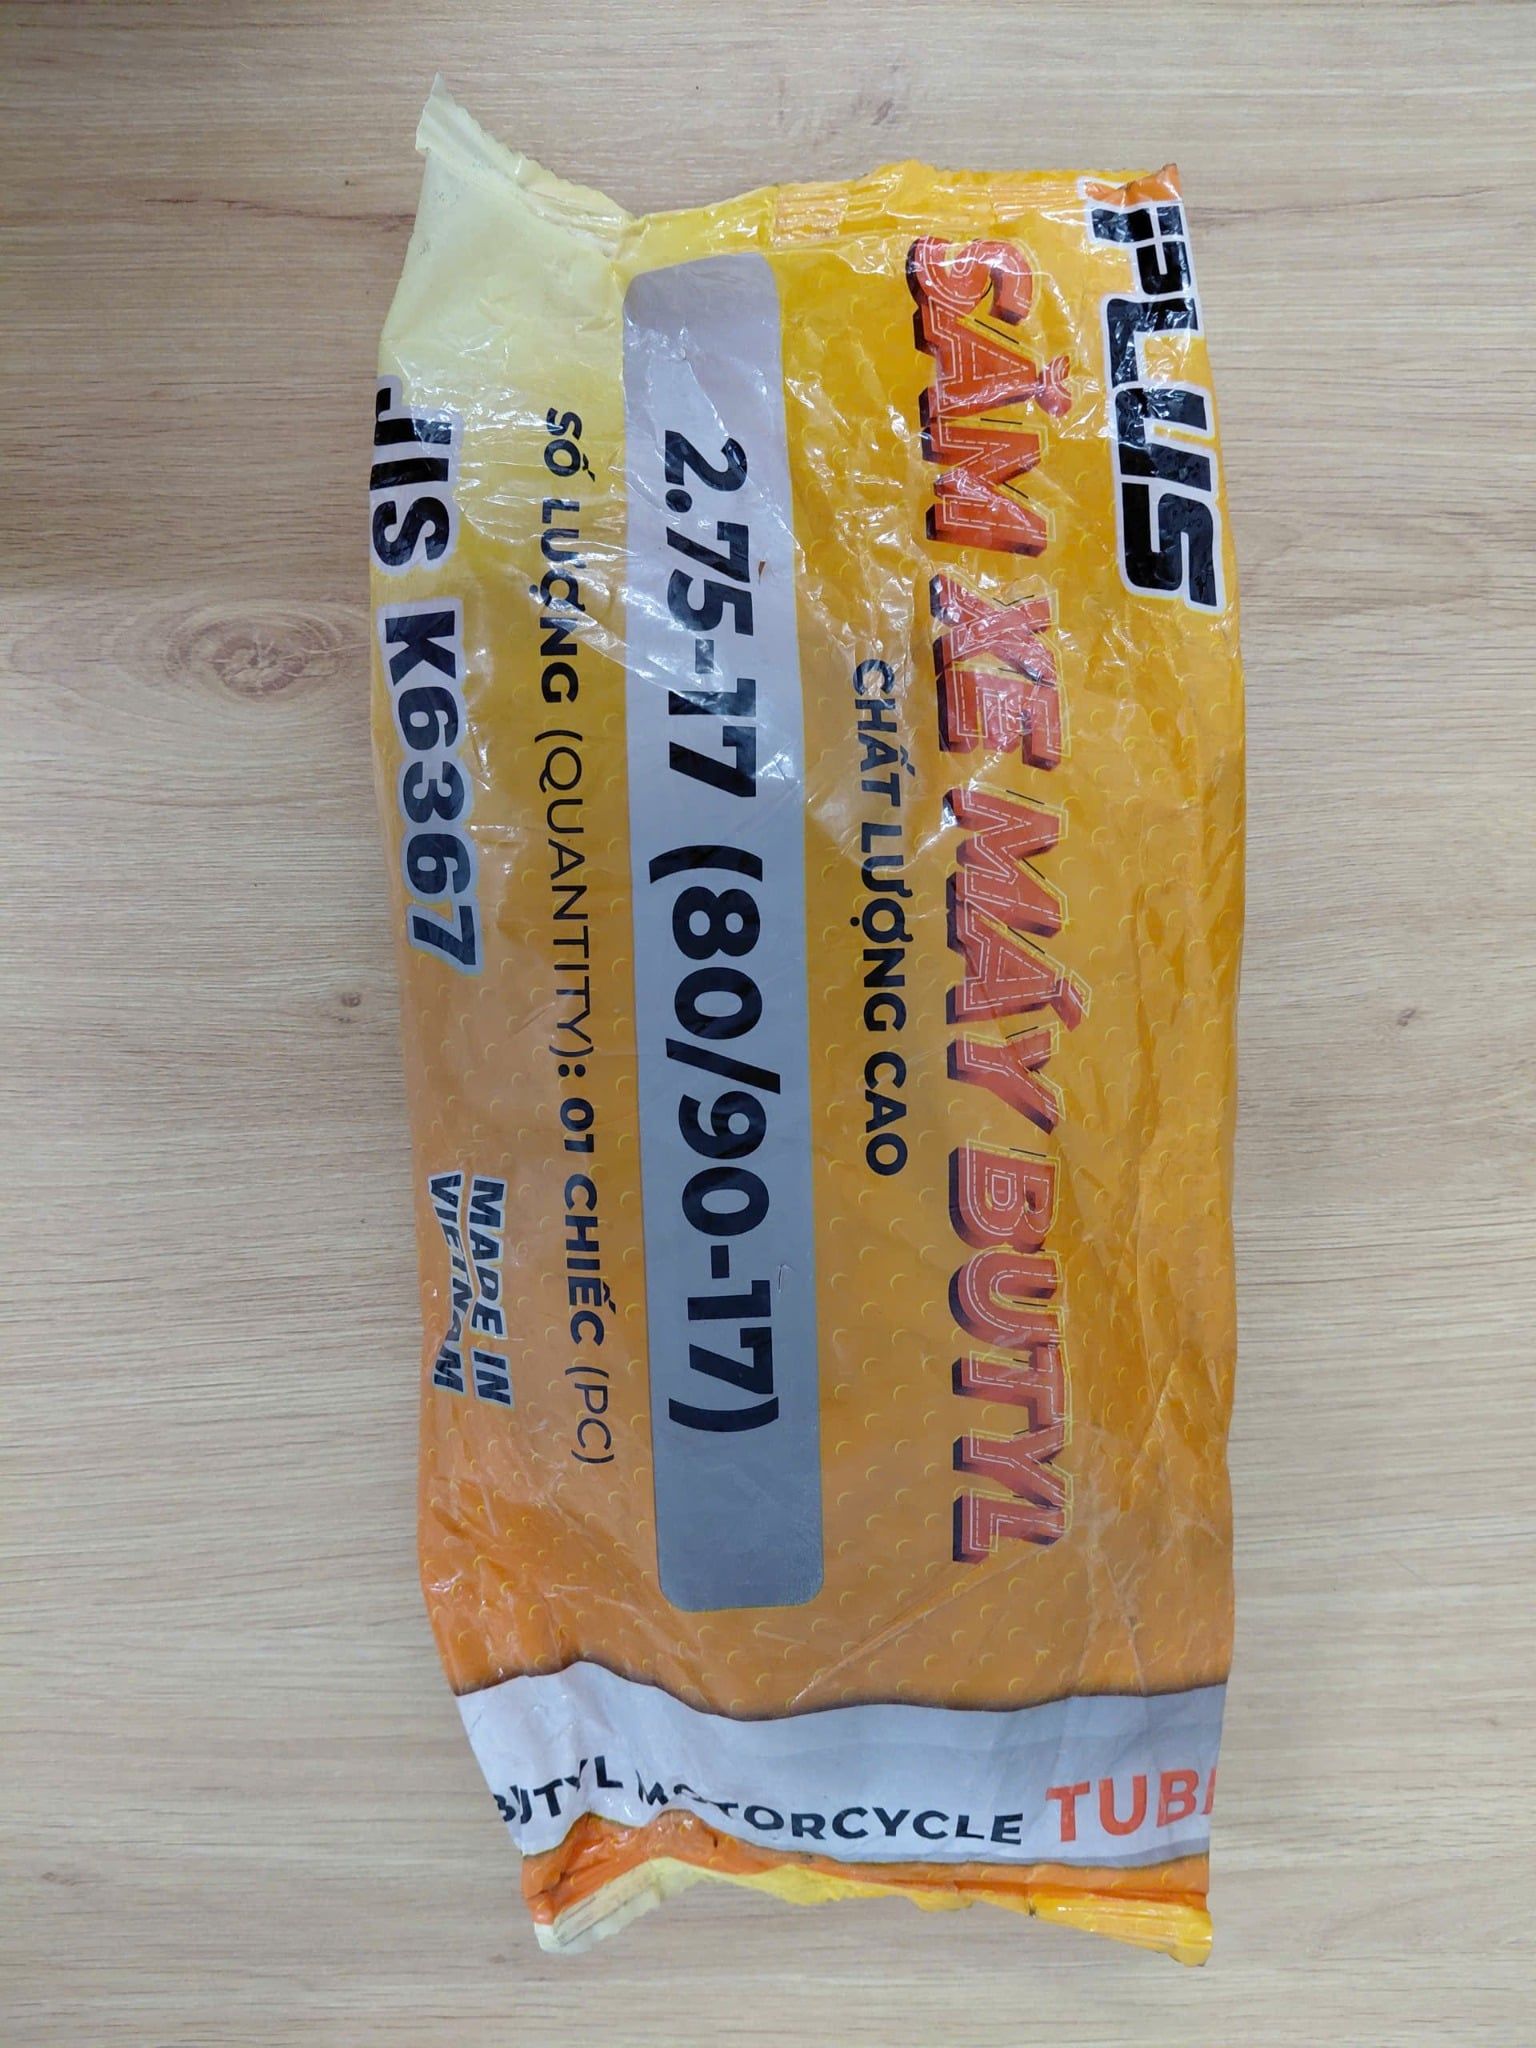 PLUS
SĂM XE MÁY BUTYL
CHẤT LƯỢNG CAO
2.75-17 (80/90-17)
SỐ LƯỢNG (QUANTITY): 01 CHIẾC (PC)
JIS K6367
MADE IN
VIETNAM
BUTYL MOTORCYCLE TUBE